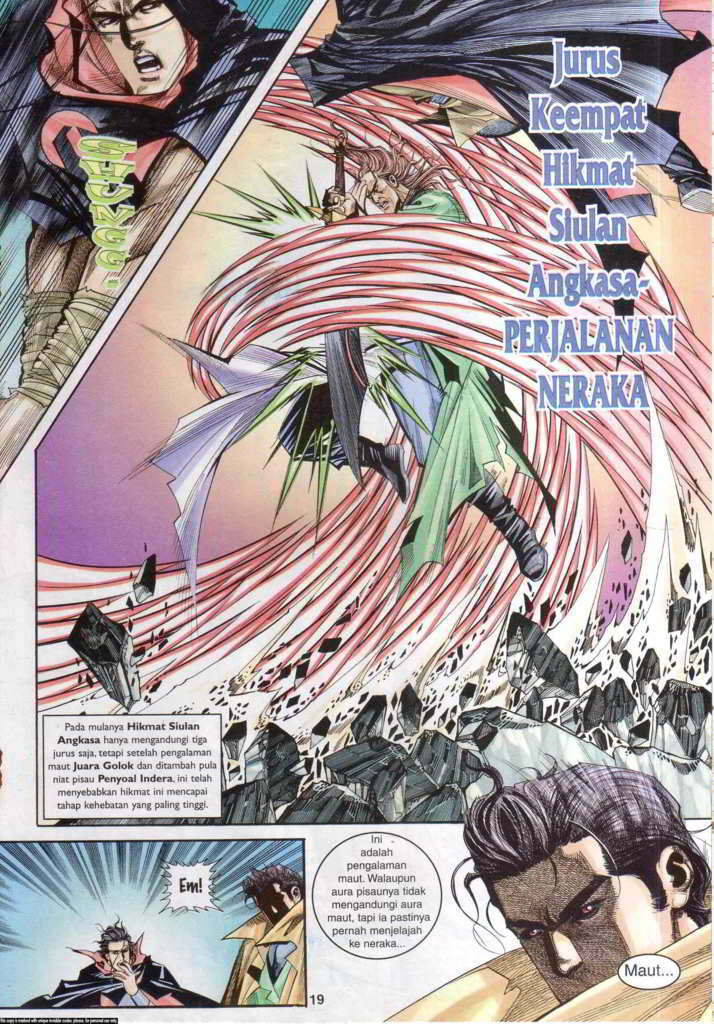 Jurus
Keempat
Hikmat
Siulan
Angkasa-
PERJALANAN
NERAKA
Pada mulanya Hikmat Siulan
Angkasa hanya mengandungi tiga
jurus saja, tetapi setelah pengalaman
maut Juara Golok dan ditambah pula
niat pisau Penyoal Indera, ini telah
menyebabkan hikmat ini mencapai
tahap kehebatan yang paling tinggi.
Em!
Ini
adalah
pengalaman
maut. Walaupun
aura pisaunya tidak
mengandungi aura
maut, tapi ia pastinya
pernah menjelajah
ke neraka...
Maut...
19